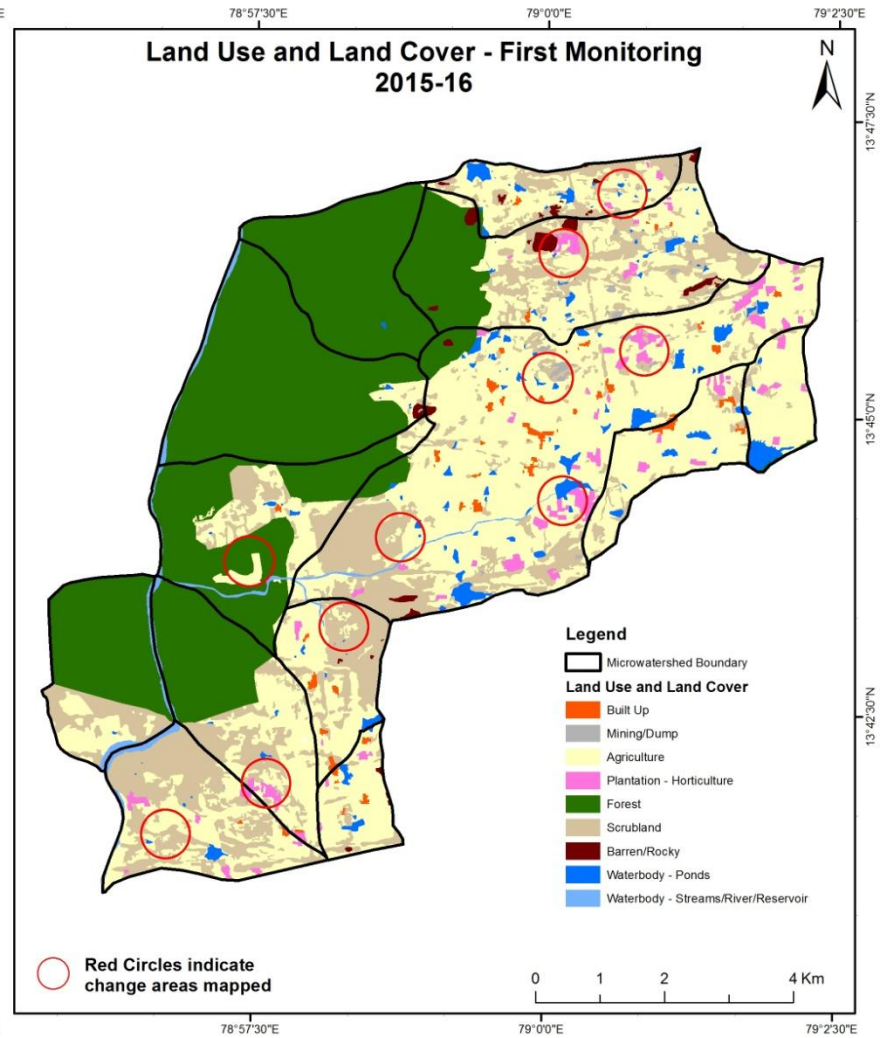 78°57'30"E
79°0'0"E
79°2'30"E
Land Use and Land Cover - First Monitoring
2015-16
N
13°47'30"N
13°45'0"N
13°42'30"N
Legend
Microwatershed Boundary
Land Use and Land Cover
Built Up
Mining/Dump
Agriculture
Plantation - Horticulture
Forest
Scrubland
Barren/Rocky
Waterbody - Ponds
Waterbody - Streams/River/Reservoir
Red Circles indicate
change areas mapped
0 1 2 4 Km
78°57'30"E
79°0'0"E
79°2'30"E